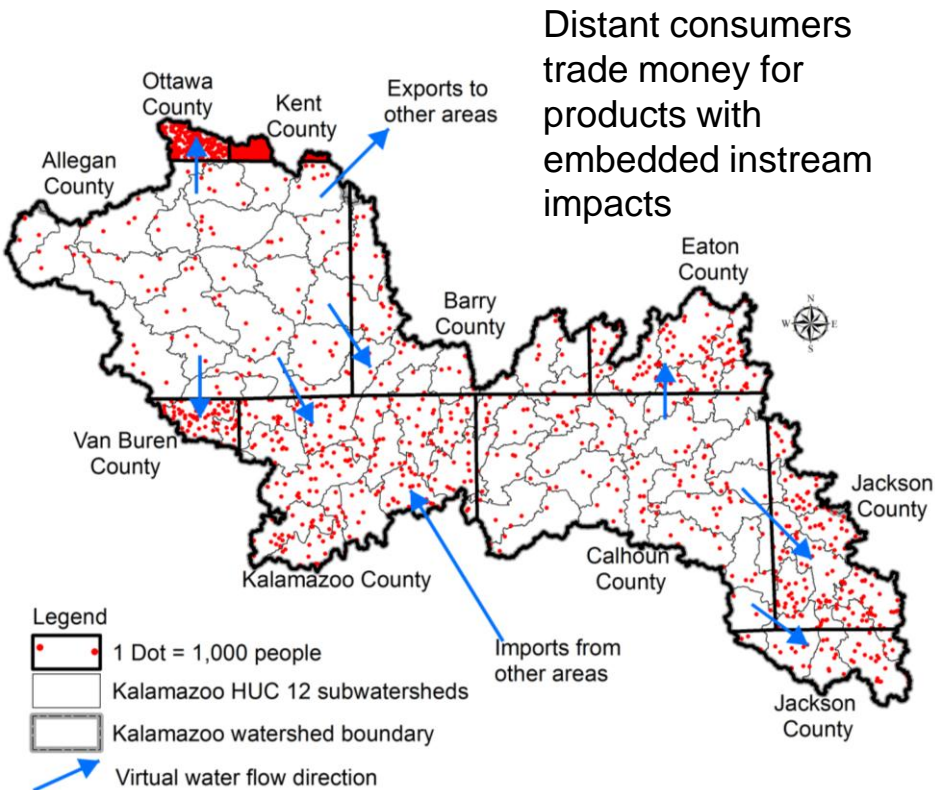 Distant consumers
trade money for
products with
embedded instream
impacts
Ottawa
County
Kent
County
Exports to
other areas
Allegan
County
Eaton
County
Barry
County
N
W
E
S
Van Buren
County
Jackson
County
Kalamazoo County
Calhoun
County
Imports from
other areas
Jackson
County
Legend
1 Dot = 1,000 people
Kalamazoo HUC 12 subwatersheds
Kalamazoo watershed boundary
Virtual water flow direction